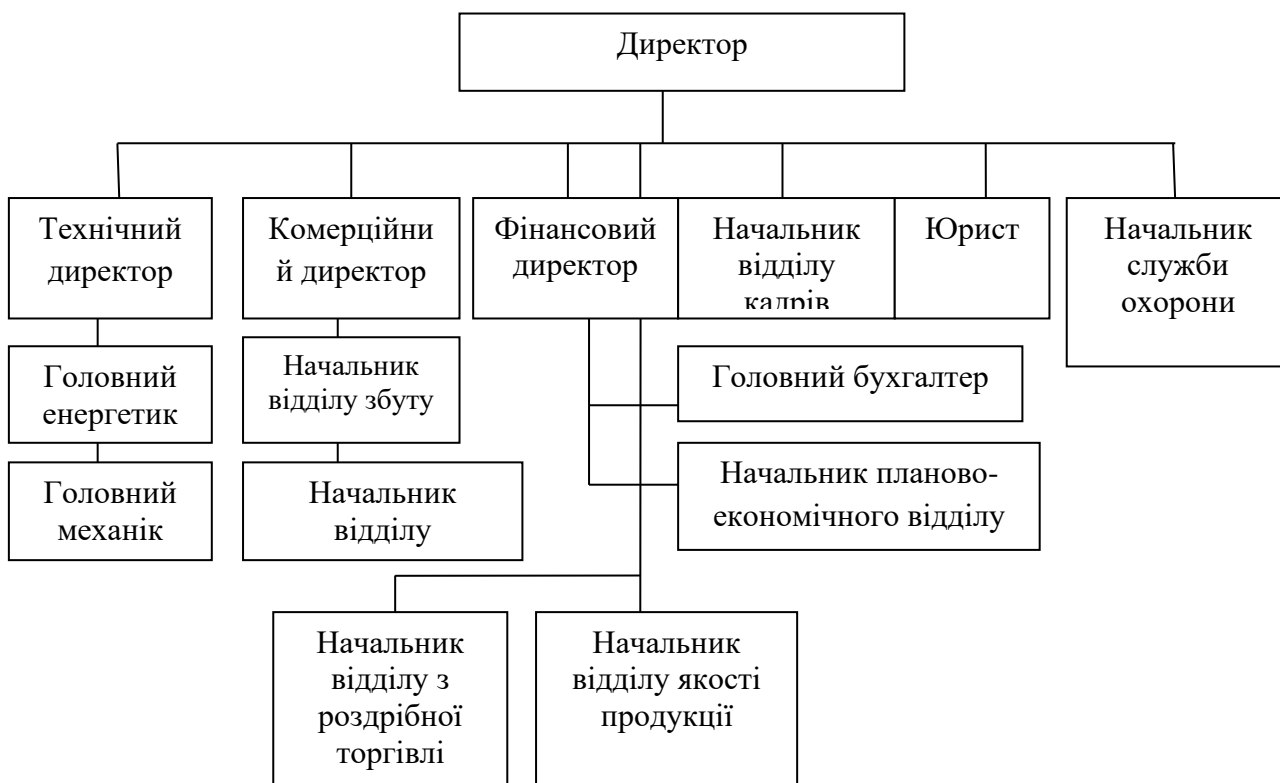 Директор
Технічний
директор
Комерційни
й директор
Фінансовий
директор
Начальник
відділу
кадрів
Юрист
Начальник
служби
охорони
Головний
енергетик
Начальник
відділу збуту
Головний бухгалтер
Головний
механік
Начальник
відділу
Начальник планово-
економічного відділу
Начальник
відділу з
роздрібної
торгівлі
Начальник
відділу якості
продукції